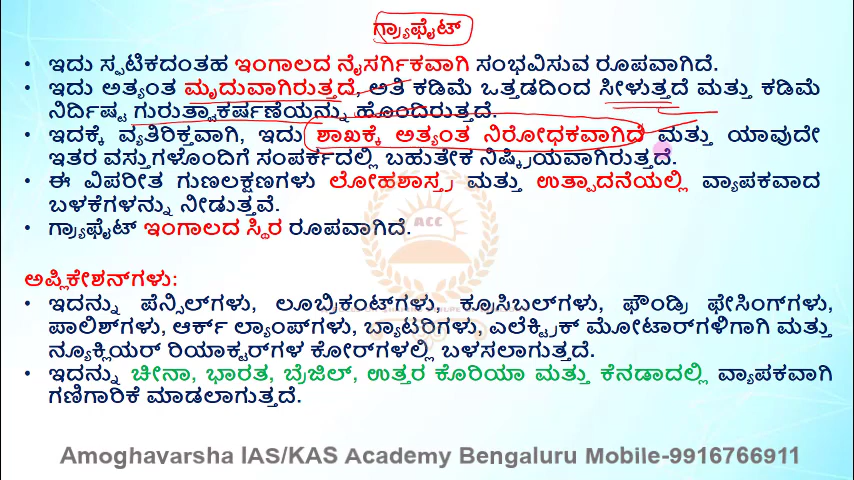 ಗ್ರ್ಯಾಫೈಟ್
• ಇದು ಸ್ಫಟಿಕದಂತಹ ಇಂಗಾಲದ ನೈಸರ್ಗಿಕವಾಗಿ ಸಂಭವಿಸುವ ರೂಪವಾಗಿದೆ.
• ಇದು ಅತ್ಯಂತ ಮೃದುವಾಗಿರುತ್ತದೆ, ಅತಿ ಕಡಿಮೆ ಒತ್ತಡದಿಂದ ಸೀಳುತ್ತದೆ ಮತ್ತು ಕಡಿಮೆ
ನಿರ್ದಿಷ್ಟ ಗುರುತ್ವಾಕರ್ಷಣೆಯನ್ನು ಹೊಂದಿರುತ್ತದೆ.
• ಇದಕ್ಕೆ ವ್ಯತಿರಿಕ್ತವಾಗಿ, ಇದು ಶಾಖಕ್ಕೆ ಅತ್ಯಂತ ನಿರೋಧಕವಾಗಿದೆ ಮತ್ತು ಯಾವುದೇ
ಇತರ ವಸ್ತುಗಳೊಂದಿಗೆ ಸಂಪರ್ಕದಲ್ಲಿ ಬಹುತೇಕ ನಿಷ್ಕ್ರಿಯವಾಗಿರುತ್ತದೆ.
• ಈ ವಿಪರೀತ ಗುಣಲಕ್ಷಣಗಳು ಲೋಹಶಾಸ್ತ್ರ ಮತ್ತು ಉತ್ಪಾದನೆಯಲ್ಲಿ ವ್ಯಾಪಕವಾದ
ಬಳಕೆಗಳನ್ನು ನೀಡುತ್ತವೆ.
• ಗ್ರ್ಯಾಫೈಟ್ ಇಂಗಾಲದ ಸ್ಥಿರ ರೂಪವಾಗಿದೆ.
ACC
ಅಪ್ಲಿಕೇಶನ್‌ಗಳು:
• ಇದನ್ನು ಪೆನ್ಸಿಲ್‌ಗಳು, ಲೂಬ್ರಿಕಂಟ್‌ಗಳು, ಕ್ರೂಸಿಬಲ್‌ಗಳು, ಫೌಂಡ್ರಿ ಫೇಸಿಂಗ್‌ಗಳು,
ಪಾಲಿಶ್‌ಗಳು, ಆರ್ಕ್ ಲ್ಯಾಂಪ್‌ಗಳು, ಬ್ಯಾಟರಿಗಳು, ಎಲೆಕ್ಟ್ರಿಕ್ ಮೋಟಾರ್‌ಗಳಿಗಾಗಿ ಮತ್ತು
ನ್ಯೂಕ್ಲಿಯರ್ ರಿಯಾಕ್ಟರ್‌ಗಳ ಕೋರ್‌ಗಳಲ್ಲಿ ಬಳಸಲಾಗುತ್ತದೆ.
• ಇದನ್ನು ಚೀನಾ, ಭಾರತ, ಬ್ರೆಜಿಲ್, ಉತ್ತರ ಕೊರಿಯಾ ಮತ್ತು ಕೆನಡಾದಲ್ಲಿ ವ್ಯಾಪಕವಾಗಿ
ಗಣಿಗಾರಿಕೆ ಮಾಡಲಾಗುತ್ತದೆ.
Amoghavarsha IAS/KAS Academy Bengaluru Mobile-9916766911